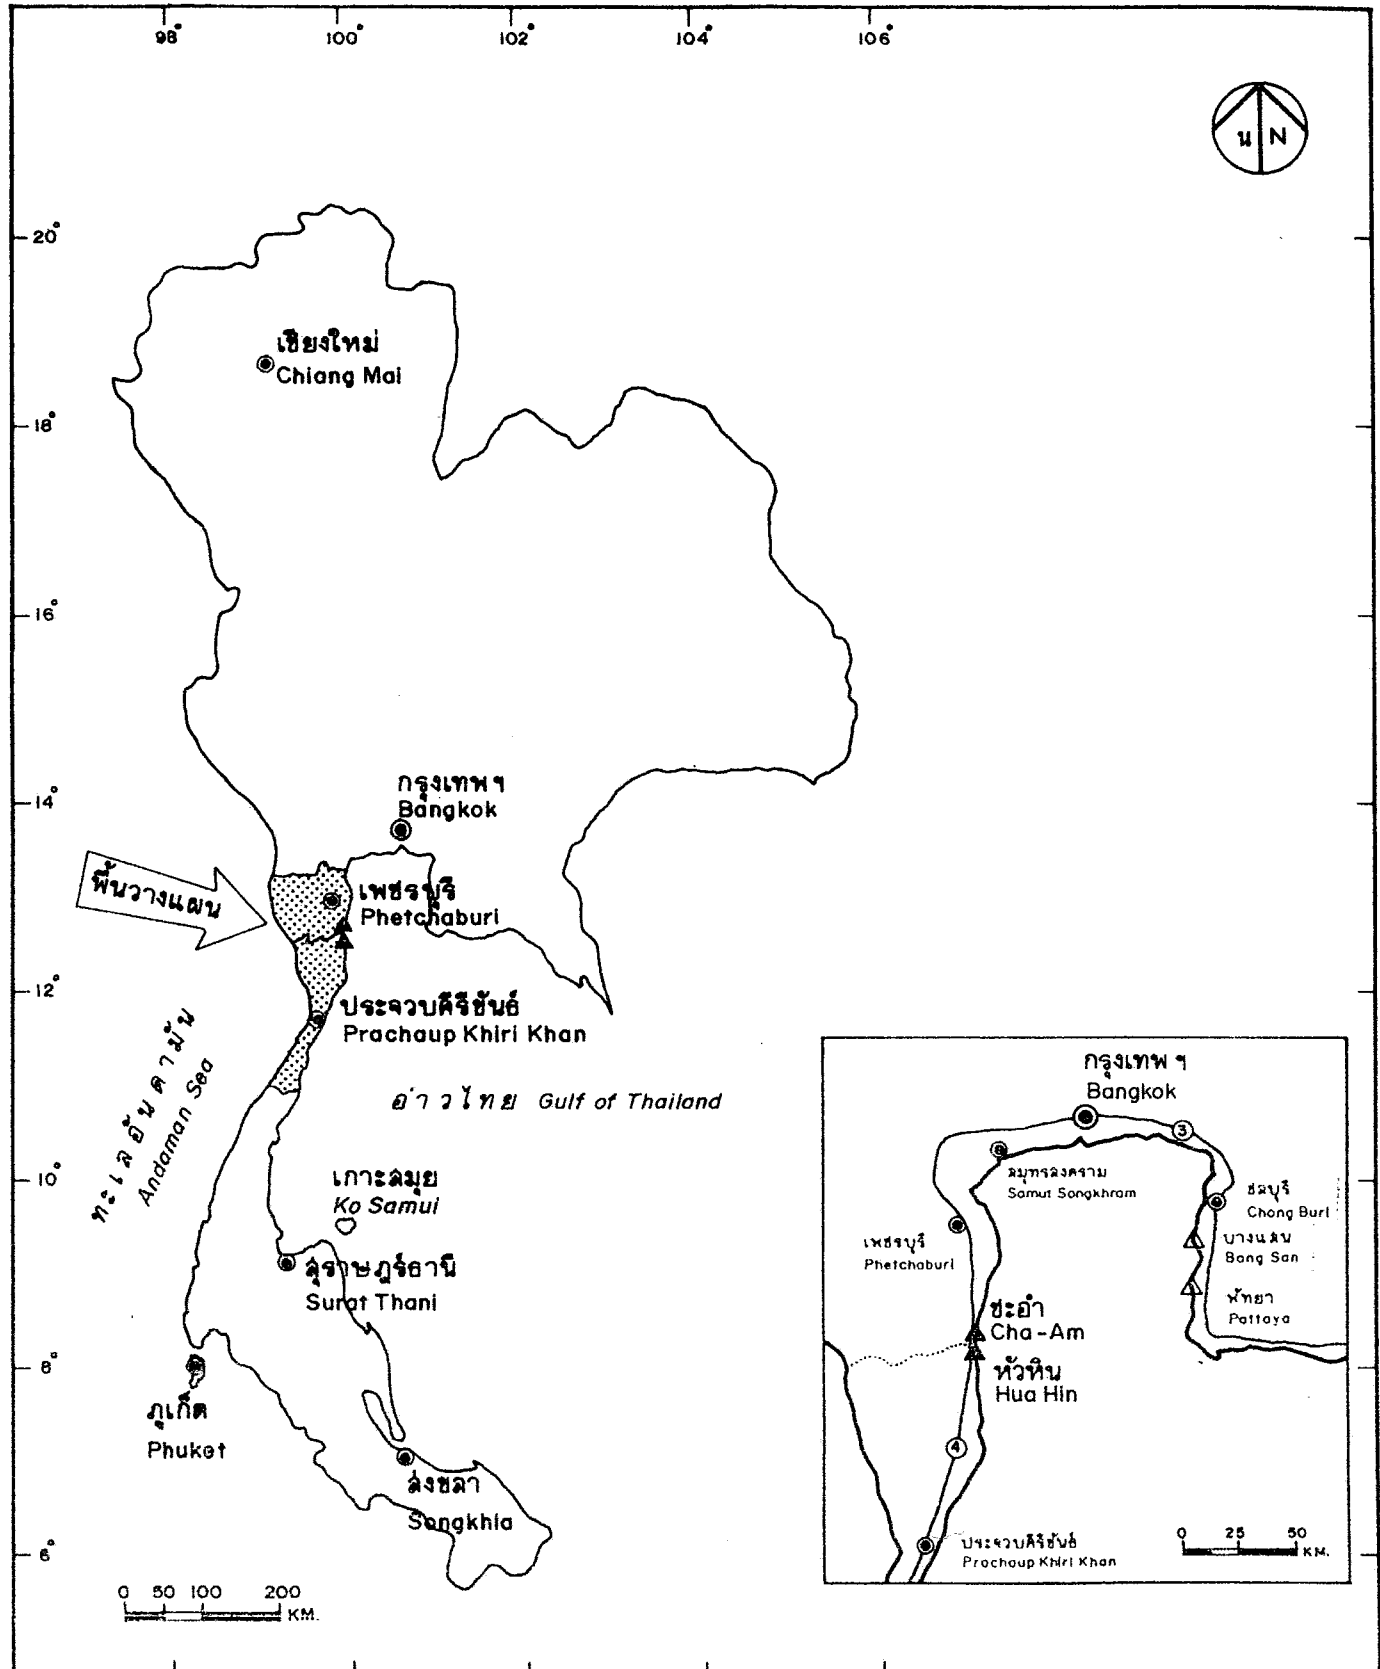 98°
100°
102°
104°
106°
น N
20°
18°
16°
14°
12°
10°
8°
6°
เชียงใหม่
Chiang Mai
กรุงเทพ ฯ
Bangkok
พื้นวางแผน
เพชรบุรี
Phetchaburi
ประจวบคีรีขันธ์
Prachaup Khiri Khan
ทะเลอันดามัน
Andaman Sea
อ่าวไทย Gulf of Thailand
เกาะสมุย
Ko Samui
สุราษฎร์ธานี
Surat Thani
ภูเก็ต
Phuket
สงขลา
Songkhla
0 50 100 200
KM.
กรุงเทพ ฯ
Bangkok
3
สมุทรสงคราม
Samut Songkhram
ชลบุรี
Chong Buri
เพชรบุรี
Phetchaburi
บางแสน
Bang San
พัทยา
Pattaya
ชะอำ
Cha-Am
หัวหิน
Hua Hin
4
ประจวบคีรีขันธ์
Prachaup Khiri Khan
0 25 50
KM.